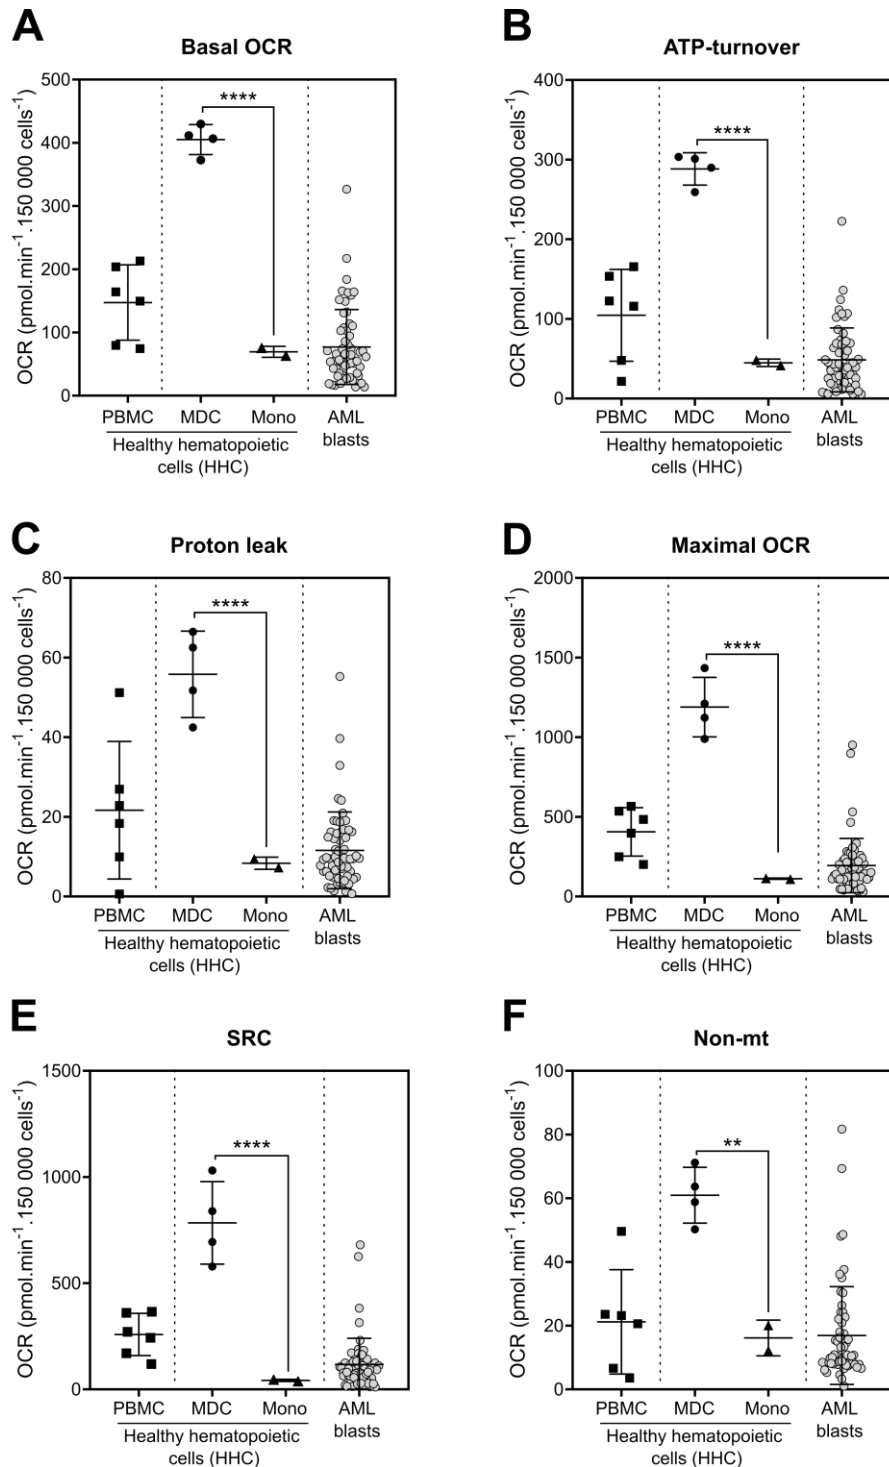 A
Basal OCR
OCR (pmol.min⁻¹.150 000 cells⁻¹)
500
400
300
200
100
0
****
PBMC MDC Mono AML
blasts
Healthy hematopoietic
cells (HHC)
B
ATP-turnover
OCR (pmol.min⁻¹.150 000 cells⁻¹)
400
300
200
100
0
****
PBMC MDC Mono AML
blasts
Healthy hematopoietic
cells (HHC)
C
Proton leak
OCR (pmol.min⁻¹.150 000 cells⁻¹)
80
60
40
20
0
****
PBMC MDC Mono AML
blasts
Healthy hematopoietic
cells (HHC)
D
Maximal OCR
OCR (pmol.min⁻¹.150 000 cells⁻¹)
2000
1500
1000
500
0
****
PBMC MDC Mono AML
blasts
Healthy hematopoietic
cells (HHC)
E
SRC
OCR (pmol.min⁻¹.150 000 cells⁻¹)
1500
1000
500
0
****
PBMC MDC Mono AML
blasts
Healthy hematopoietic
cells (HHC)
F
Non-mt
OCR (pmol.min⁻¹.150 000 cells⁻¹)
100
80
60
40
20
0
**
PBMC MDC Mono AML
blasts
Healthy hematopoietic
cells (HHC)